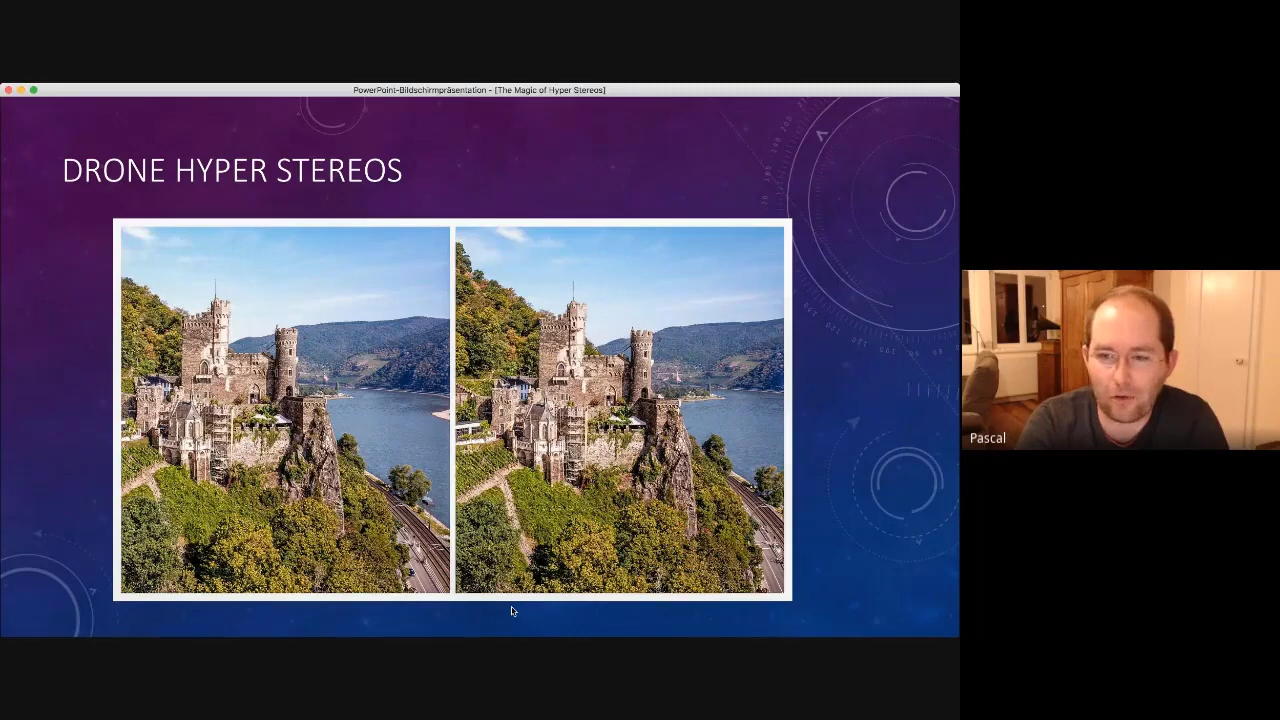 PowerPoint-Bildschirmpräsentation - [The Magic of Hyper Stereos]
DRONE HYPER STEREOS
Pascal